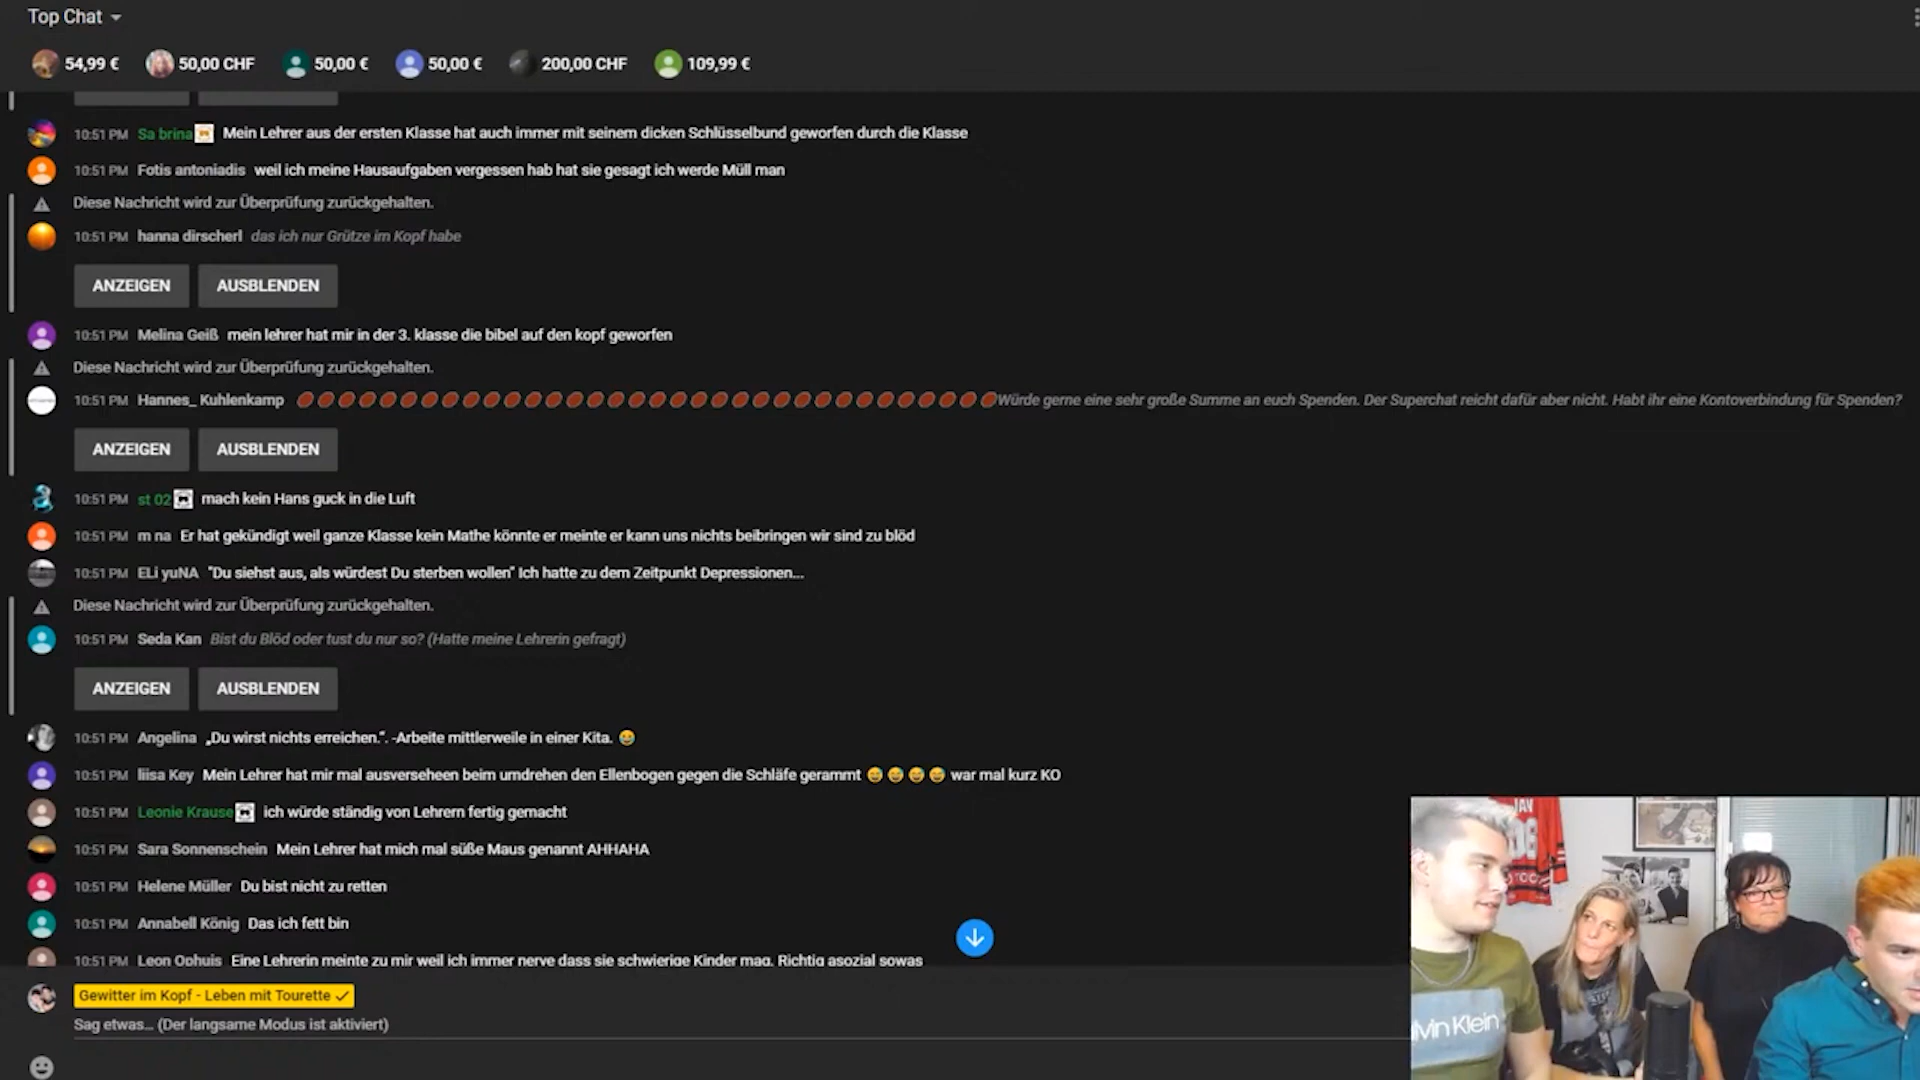 Top Chat
54,99 € 50,00 CHF 50,00 € 50,00 € 200,00 CHF 109,99 €
10:51 PM Sa brina Mein Lehrer aus der ersten Klasse hat auch immer mit seinem dicken Schlüsselbund geworfen durch die Klasse
10:51 PM Fotis antoniadis weil ich meine Hausaufgaben vergessen hab hat sie gesagt ich werde Müll man
Diese Nachricht wird zur Überprüfung zurückgehalten.
10:51 PM hanna dirscherl das ich nur Grütze im Kopf habe
ANZEIGEN AUSBLENDEN
10:51 PM Melina Geiß mein lehrer hat mir in der 3. klasse die bibel auf den kopf geworfen
Diese Nachricht wird zur Überprüfung zurückgehalten.
10:51 PM Hannes_ Kuhlenkamp Würde gerne eine sehr große Summe an euch Spenden. Der Superchat reicht dafür aber nicht. Habt ihr eine Kontoverbindung für Spenden?
ANZEIGEN AUSBLENDEN
10:51 PM st 02 mach kein Hans guck in die Luft
10:51 PM m na Er hat gekündigt weil ganze Klasse kein Mathe könnte er meinte er kann uns nichts beibringen wir sind zu blöd
10:51 PM ELi yuNA "Du siehst aus, als würdest Du sterben wollen" Ich hatte zu dem Zeitpunkt Depressionen...
Diese Nachricht wird zur Überprüfung zurückgehalten.
10:51 PM Seda Kan Bist du Blöd oder tust du nur so? (Hatte meine Lehrerin gefragt)
ANZEIGEN AUSBLENDEN
10:51 PM Angelina „Du wirst nichts erreichen.“. -Arbeite mittlerweile in einer Kita. 😂
10:51 PM liisa Key Mein Lehrer hat mir mal ausverseheen beim umdrehen den Ellenbogen gegen die Schläfe gerammt 😅😅😅😅 war mal kurz KO
10:51 PM Leonie Krause ich würde ständig von Lehrern fertig gemacht
10:51 PM Sara Sonnenschein Mein Lehrer hat mich mal süße Maus genannt AHHAHA
10:51 PM Helene Müller Du bist nicht zu retten
10:51 PM Annabell König Das ich fett bin
10:51 PM Leon Ophuis Eine Lehrerin meinte zu mir weil ich immer nerve dass sie schwierige Kinder mag. Richtig asozial sowas
Gewitter im Kopf - Leben mit Tourette
Sag etwas... (Der langsame Modus ist aktiviert)
JAY
08
lvin Klein